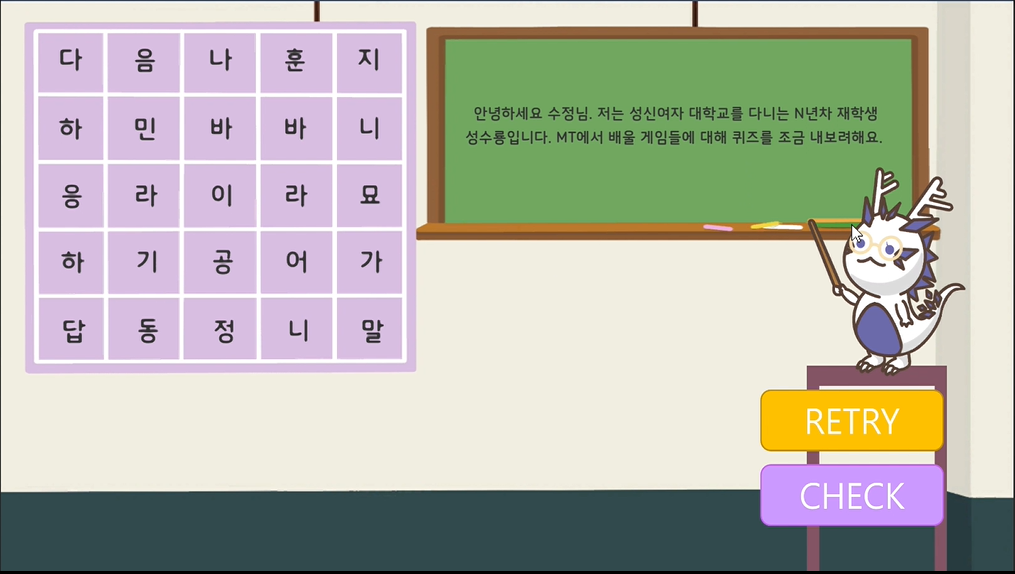 다 음 나 훈 지
하 민 바 바 니
응 라 이 라 묘
하 기 공 어 가
답 동 정 니 말
안녕하세요 수정님. 저는 성신여자 대학교를 다니는 N년차 재학생
성수룡입니다. MT에서 배울 게임들에 대해 퀴즈를 조금 내보려해요.
RETRY
CHECK